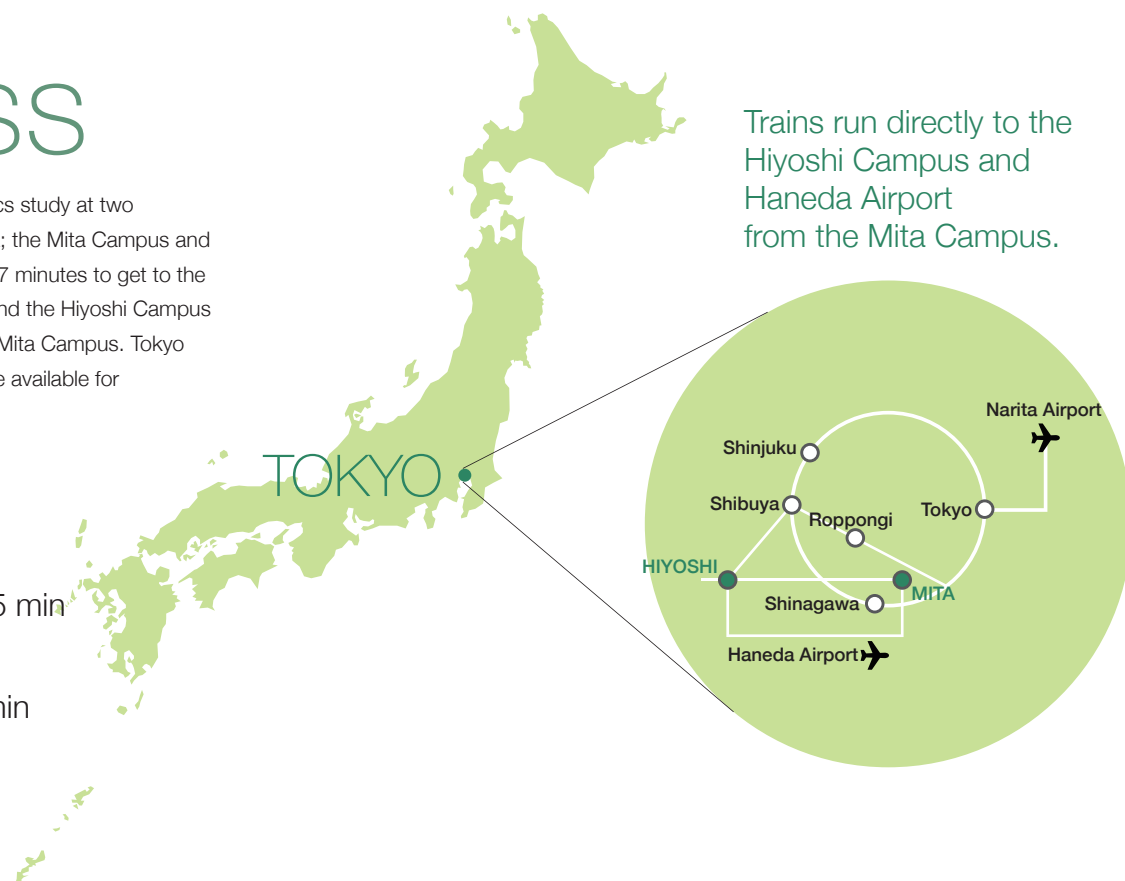 SS
cs study at two
; the Mita Campus and
7 minutes to get to the
nd the Hiyoshi Campus
Mita Campus. Tokyo
e available for
5 min
min
TOKYO
Trains run directly to the
Hiyoshi Campus and
Haneda Airport
from the Mita Campus.
Narita Airport
Shinjuku
Shibuya
Roppongi
Tokyo
HIYOSHI
MITA
Shinagawa
Haneda Airport